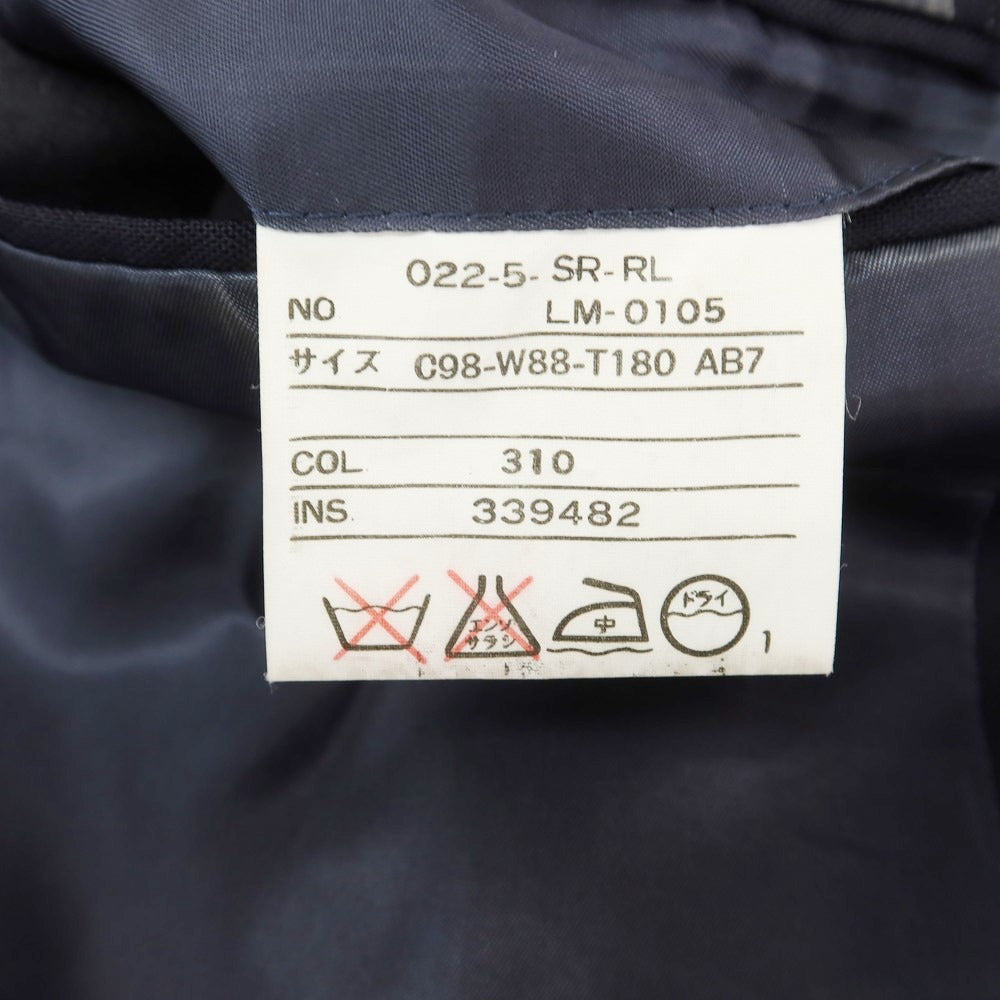 022-5-SR-RL
NO LM-0105
サイズ C98-W88-T180 AB7
COL 310
INS. 339482
エンソ
サラシ
中
ドライ
1